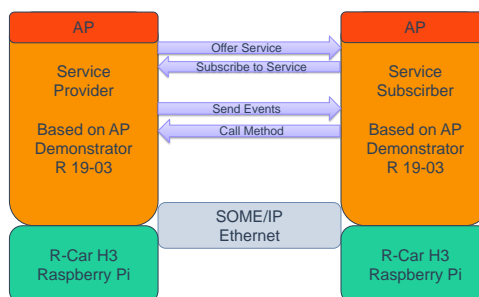 AP
Service
Provider
Based on AP
Demonstrator
R 19-03
Offer Service
Subscribe to Service
Send Events
Call Method
AP
Service
Subscirber
Based on AP
Demonstrator
R 19-03
SOME/IP
Ethernet
R-Car H3
Raspberry Pi
R-Car H3
Raspberry Pi